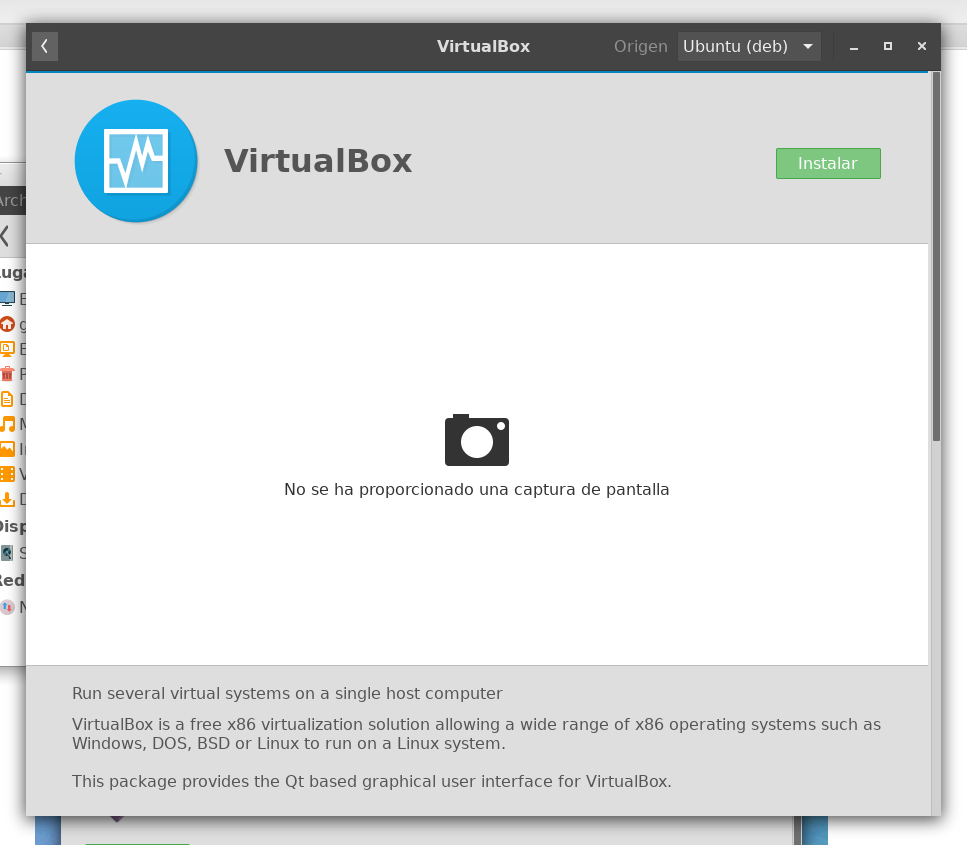 VirtualBox
Origen
Ubuntu (deb)
VirtualBox
Instalar
No se ha proporcionado una captura de pantalla
Run several virtual systems on a single host computer
VirtualBox is a free x86 virtualization solution allowing a wide range of x86 operating systems such as
Windows, DOS, BSD or Linux to run on a Linux system.
This package provides the Qt based graphical user interface for VirtualBox.
Red